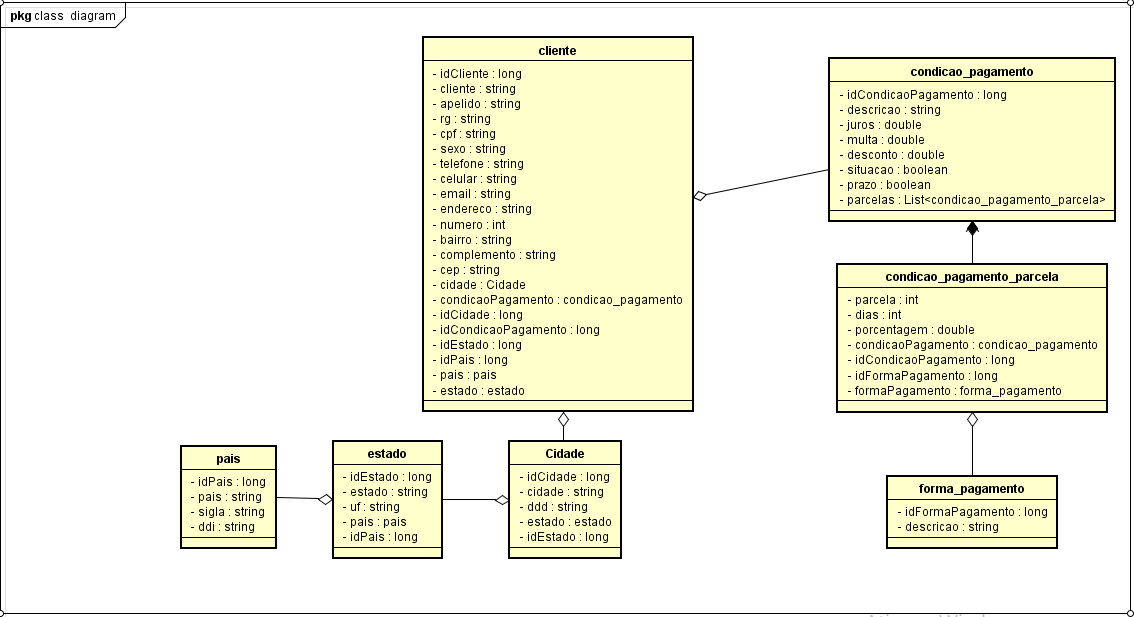 pkg class diagram
cliente
- idCliente : long
- cliente : string
- apelido : string
- rg : string
- cpf : string
- sexo : string
- telefone : string
- celular : string
- email : string
- endereco : string
- numero : int
- bairro : string
- complemento : string
- cep : string
- cidade : Cidade
- condicaoPagamento : condicao_pagamento
- idCidade : long
- idCondicaoPagamento : long
- idEstado : long
- idPais : long
- pais : pais
- estado : estado
condicao_pagamento
- idCondicaoPagamento : long
- descricao : string
- juros : double
- multa : double
- desconto : double
- situacao : boolean
- prazo : boolean
- parcelas : List<condicao_pagamento_parcela>
condicao_pagamento_parcela
- parcela : int
- dias : int
- porcentagem : double
- condicaoPagamento : condicao_pagamento
- idCondicaoPagamento : long
- idFormaPagamento : long
- formaPagamento : forma_pagamento
pais
- idPais : long
- pais : string
- sigla : string
- ddi : string
estado
- idEstado : long
- estado : string
- uf : string
- pais : pais
- idPais : long
Cidade
- idCidade : long
- cidade : string
- ddd : string
- estado : estado
- idEstado : long
forma_pagamento
- idFormaPagamento : long
- descricao : string